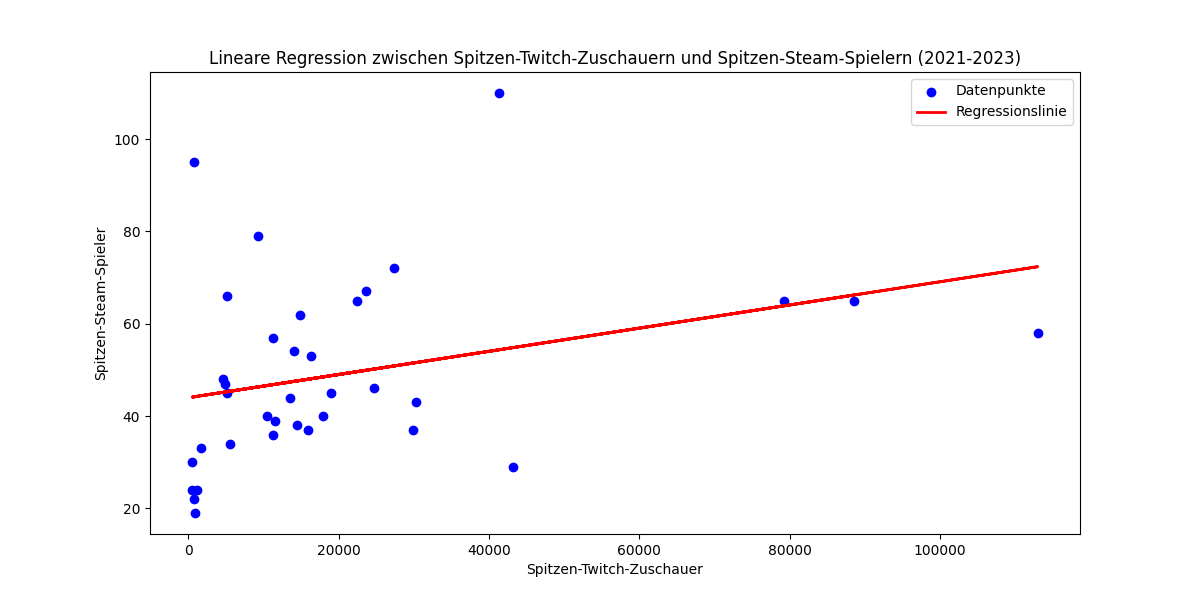 Lineare Regression zwischen Spitzen-Twitch-Zuschauern und Spitzen-Steam-Spielern (2021-2023)
Datenpunkte
Regressionslinie
Spitzen-Steam-Spieler
100
80
60
40
20
0 20000 40000 60000 80000 100000
Spitzen-Twitch-Zuschauer